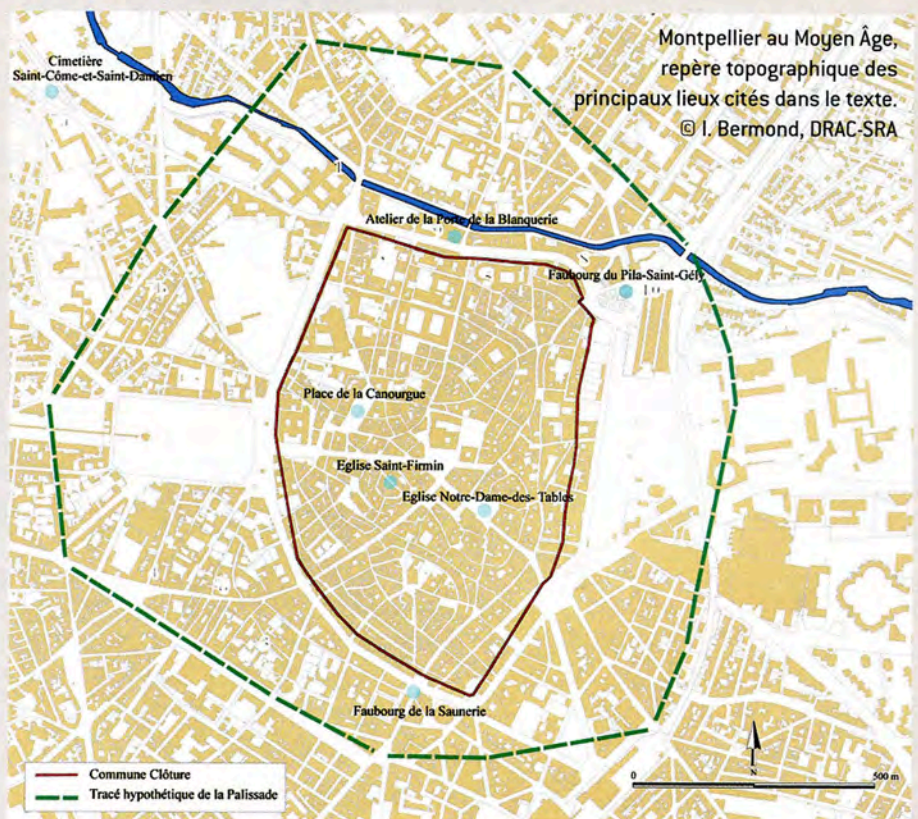 Montpellier au Moyen Âge,
repère topographique des
principaux lieux cités dans le texte.
© I. Bermond, DRAC-SRA
Cimetière
Saint-Côme-et-Saint-Damien
Atelier de la Porte de la Blanquerie
Faubourg du Pila-Saint-Gély
Place de la Canourgue
Eglise Saint-Firmin
Eglise Notre-Dame-des- Tables
Faubourg de la Saunerie
Commune Clôture
Tracé hypothétique de la Palissade
N
0
500 m